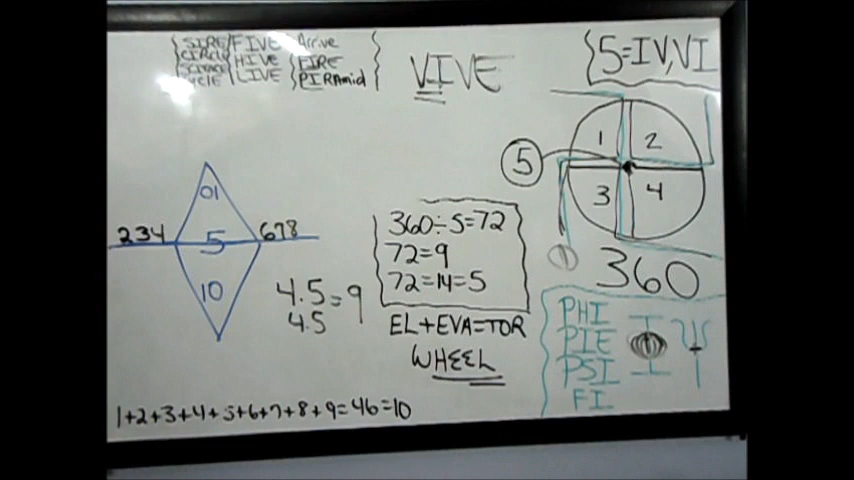 SIRE/FIVE Arrive
CIRCLE HIVE FIRE
SCIENCE LIVE PIRAmid
CYCLE
VIVE
5=IV,VI
1 2
5
3 4
360
01
234 5 678
10
4.5=9
4.5
360÷5=72
72=9
72=14=5
EL+EVA=TOR
WHEEL
PHI
PIE
PSI
FI
1+2+3+4+5+6+7+8+9=46=10